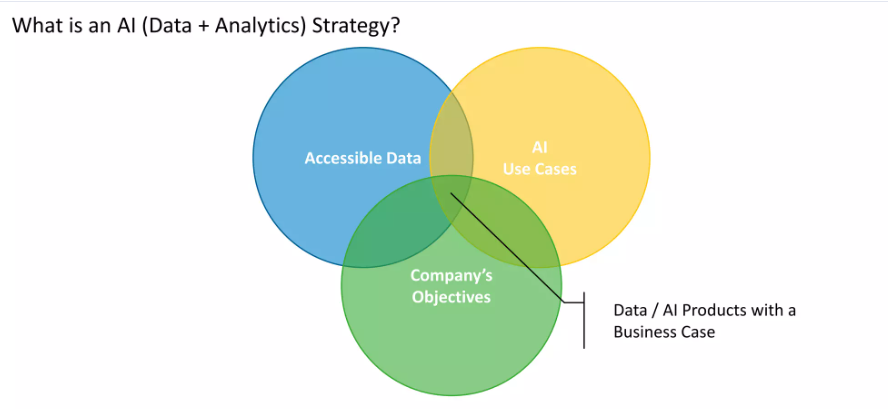 What is an AI (Data + Analytics) Strategy?
Accessible Data
AI
Use Cases
Company's
Objectives
Data / AI Products with a
Business Case